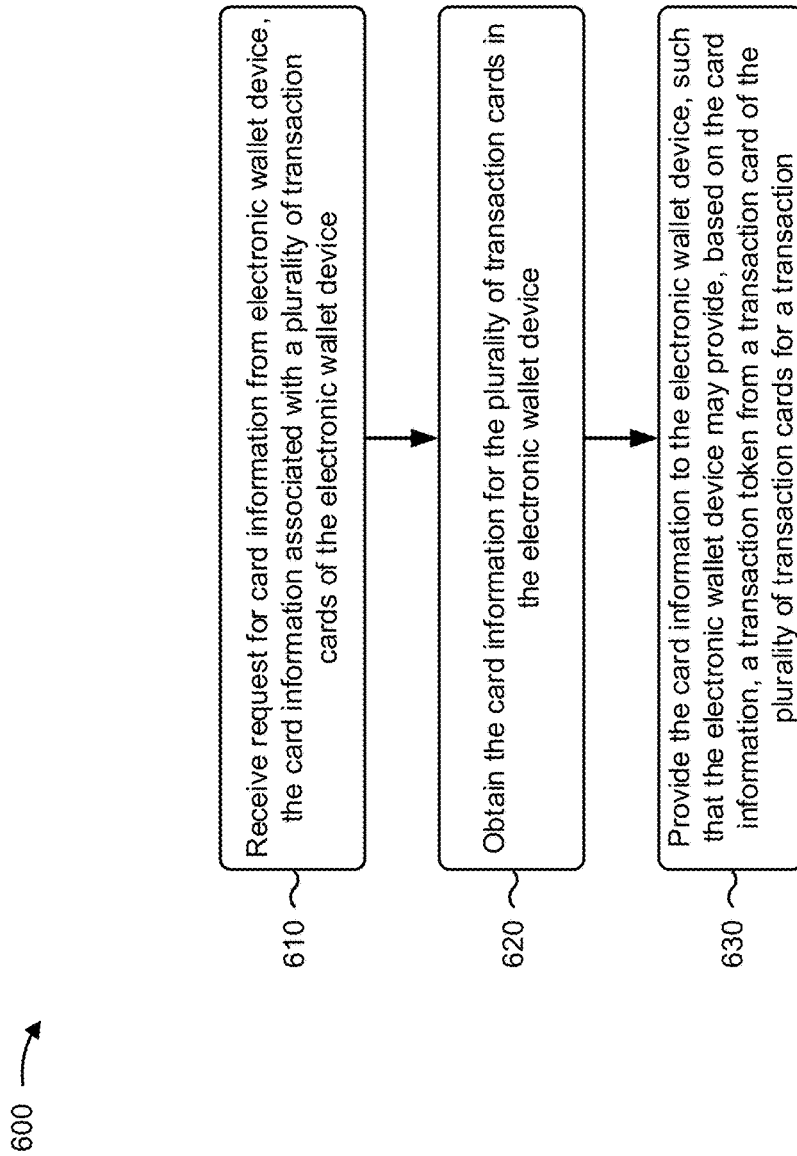 600
610
Receive request for card information from electronic wallet device,
the card information associated with a plurality of transaction
cards of the electronic wallet device
620
Obtain the card information for the plurality of transaction cards in
the electronic wallet device
630
Provide the card information to the electronic wallet device, such
that the electronic wallet device may provide, based on the card
information, a transaction token from a transaction card of the
plurality of transaction cards for a transaction